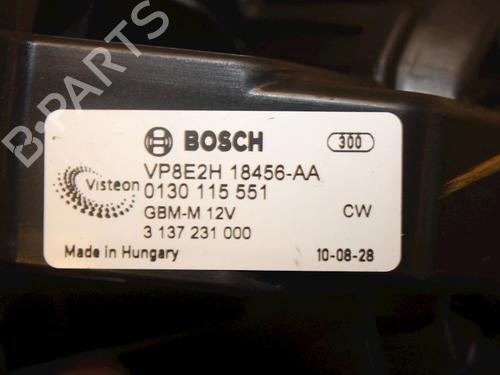 B-PARTS
BOSCH 300
VP8E2H 18456-AA
Visteon 0130 115 551
GBM-M 12V CW
3 137 231 000
Made in Hungary 10-08-28